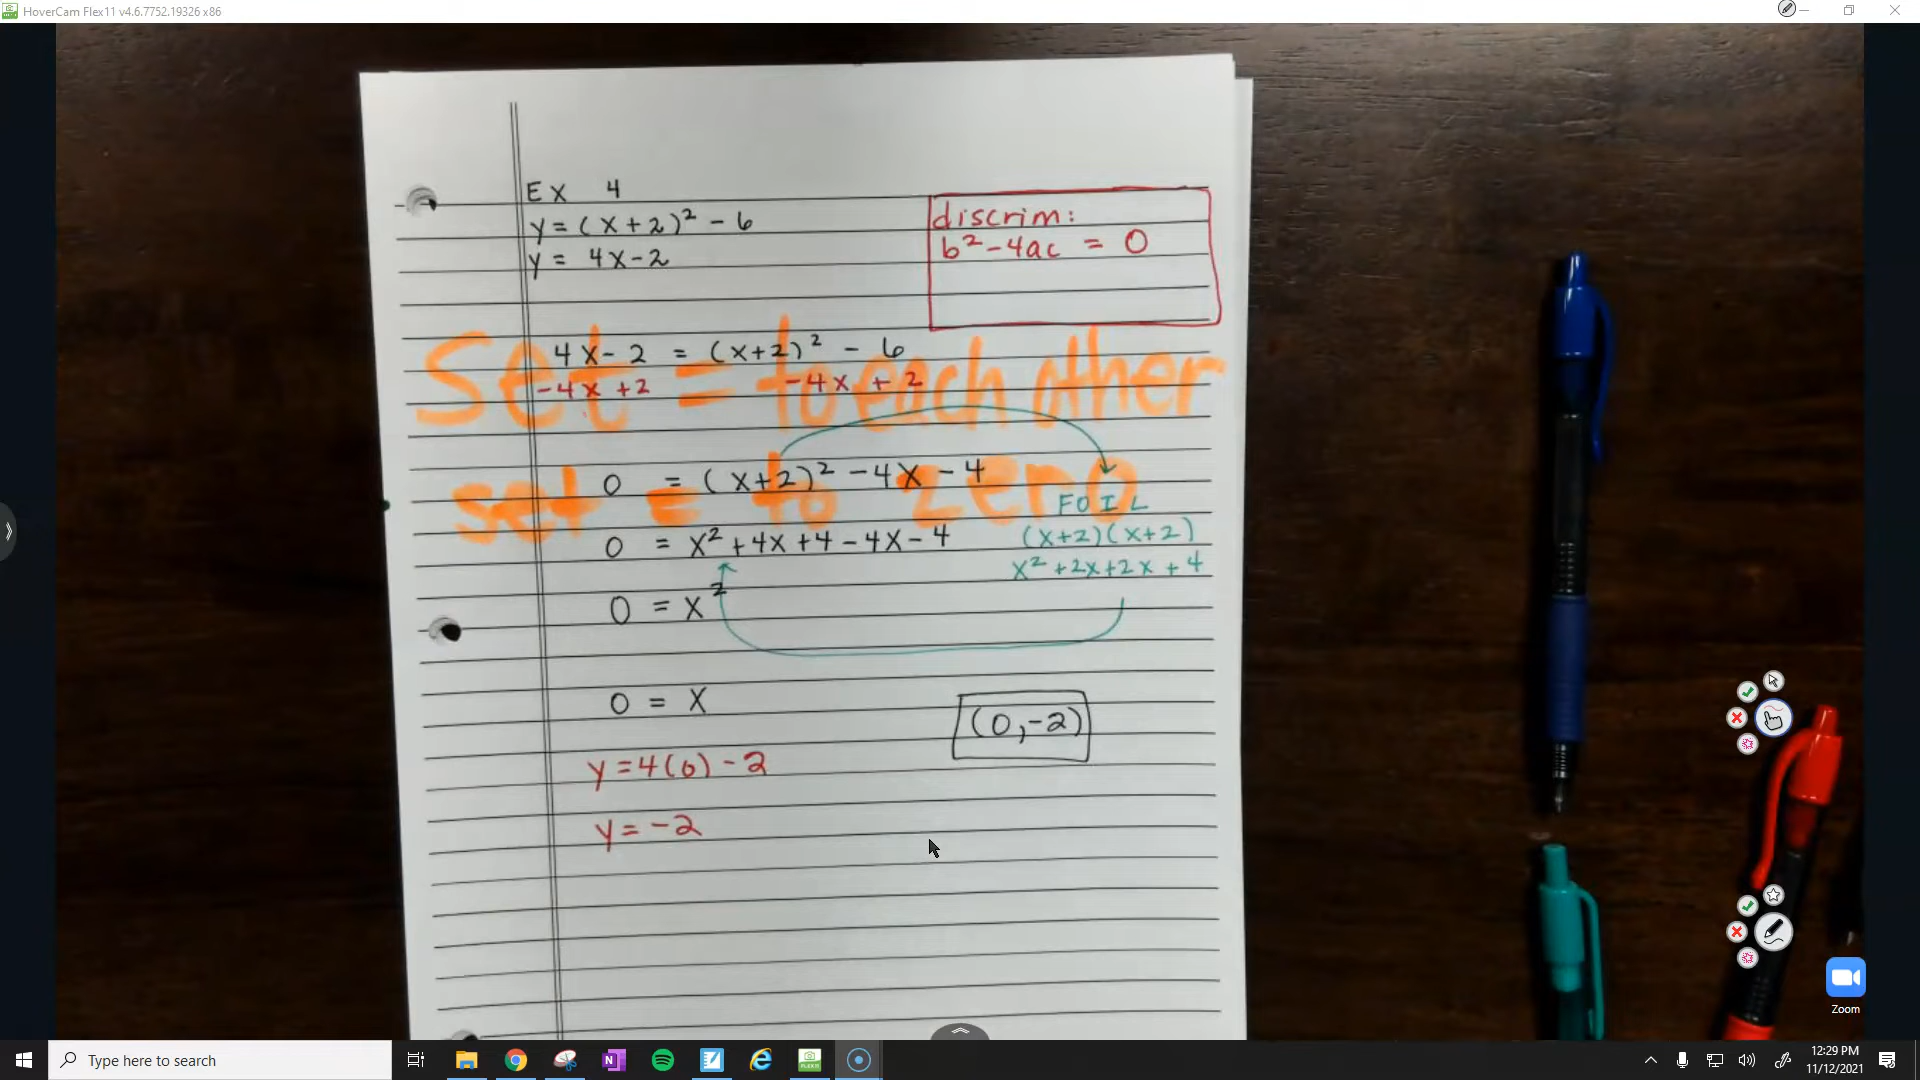 HoverCam Flex11 v4.6.7752.19326 x86
Ex 4
y = (x+2)² - 6
y = 4x-2
discrim:
b²-4ac = 0
4x-2 = (x+2)² - 6
-4x +2 -4x + 2
Set = to each other
0 = (x+2)² -4x - 4
set = to zero
FOIL
(x+2)(x+2)
0 = x² +4x +4 -4x - 4
x² +2x+2x + 4
0 = x²
0 = x
(0,-2)
y = 4(0) - 2
y = -2
Zoom
Type here to search
12:29 PM
11/12/2021